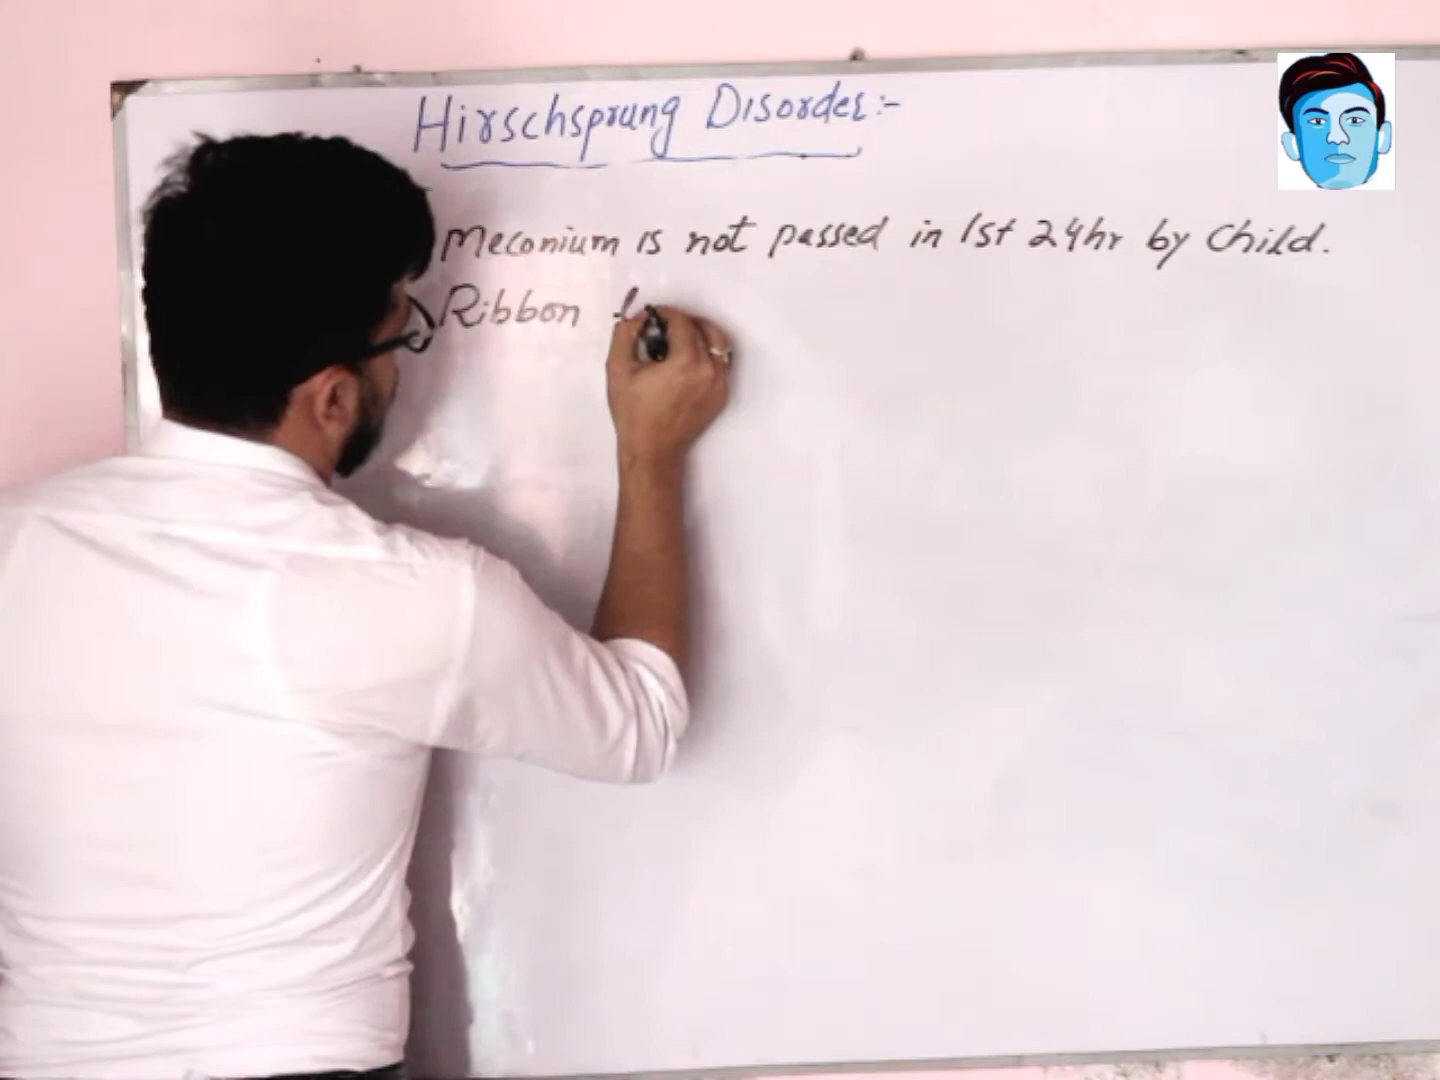 Hirschsprung Disorder:-
Meconium is not passed in 1st 24hr by child.
Ribbon